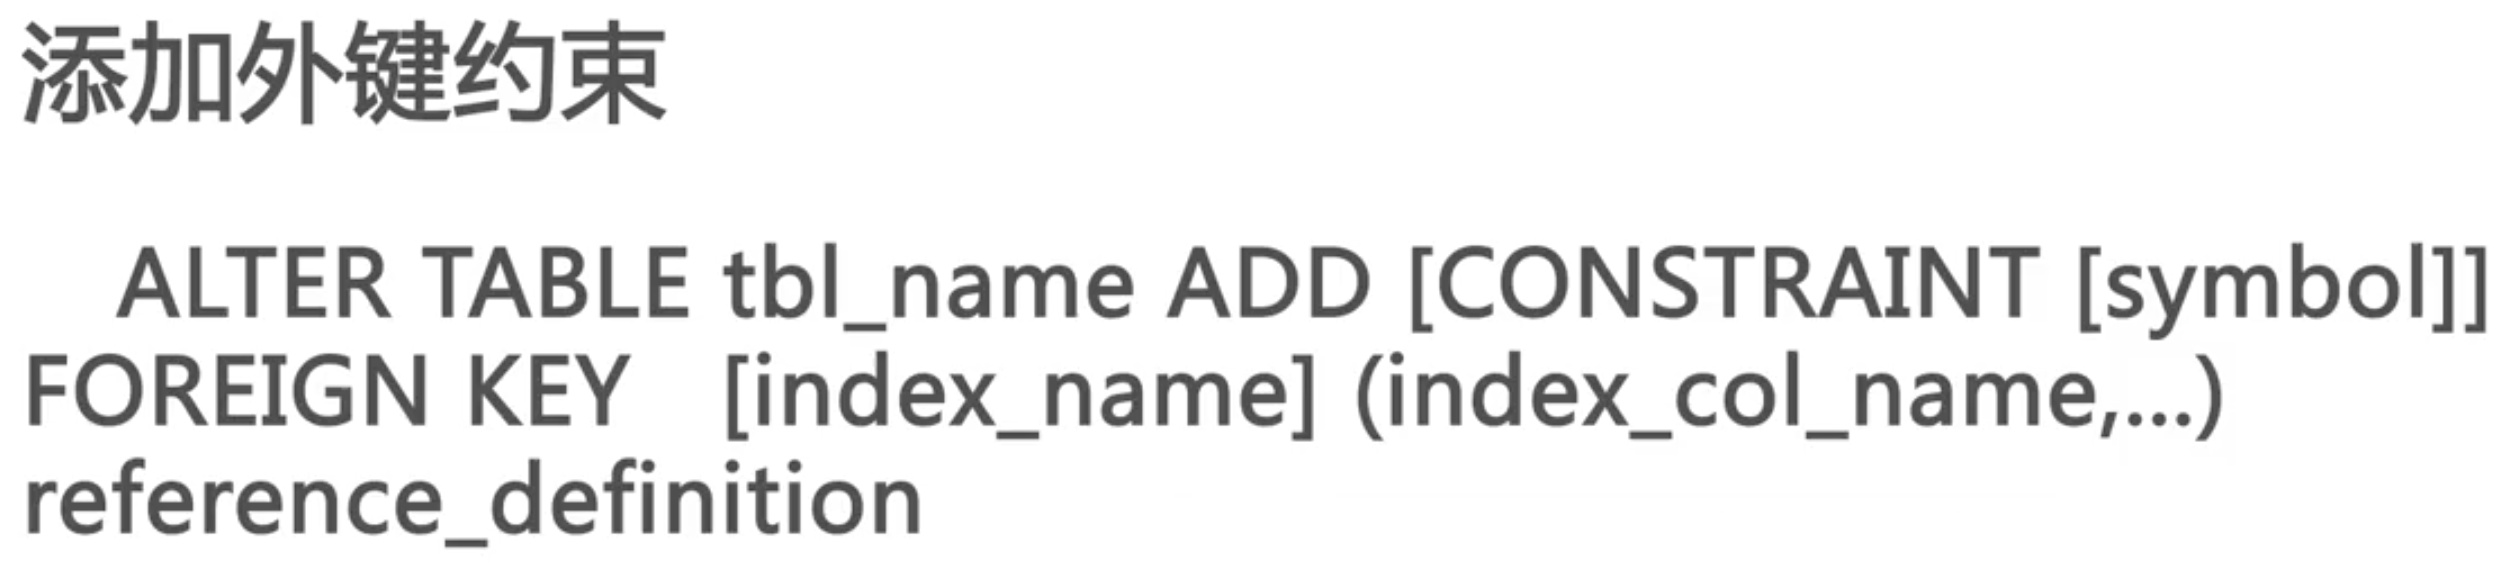 添加外键约束
ALTER TABLE tbl_name ADD [CONSTRAINT [symbol]]
FOREIGN KEY [index_name] (index_col_name,...)
reference_definition